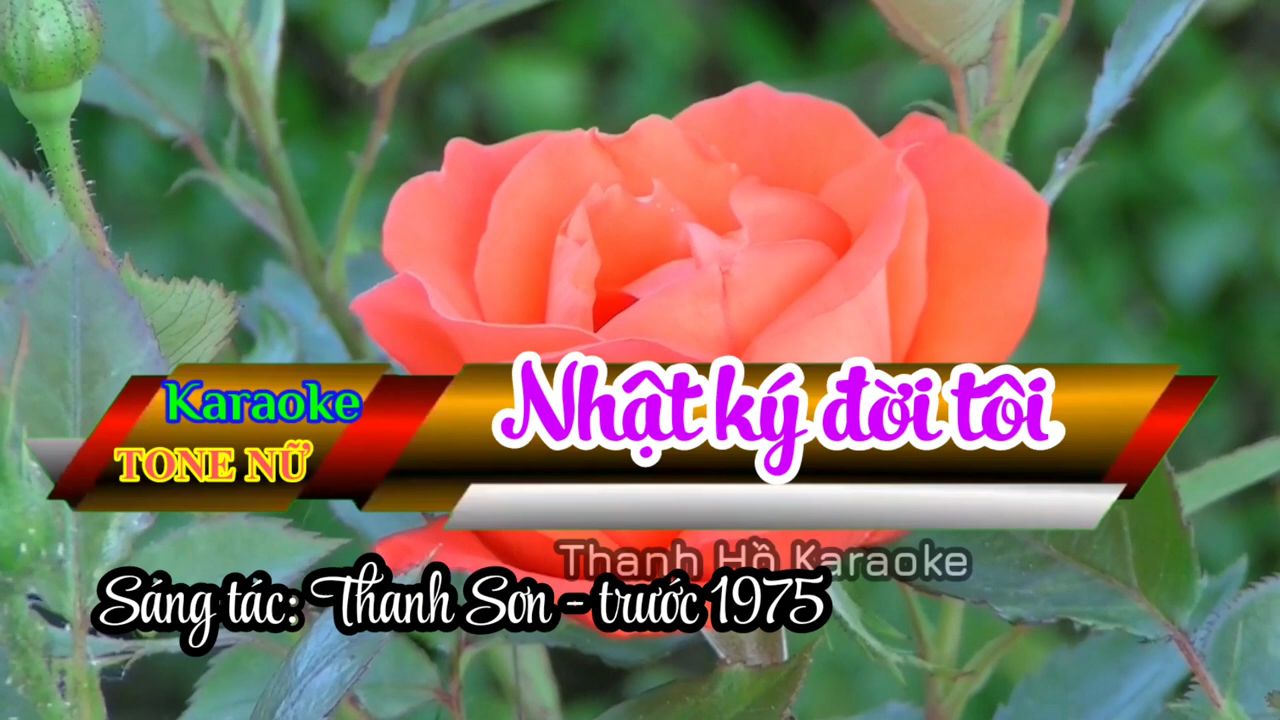 Karaoke
Nhật ký đời tôi
TONE NỮ
Thanh Hồ Karaoke
Sáng tác: Thanh Sơn - trước 1975